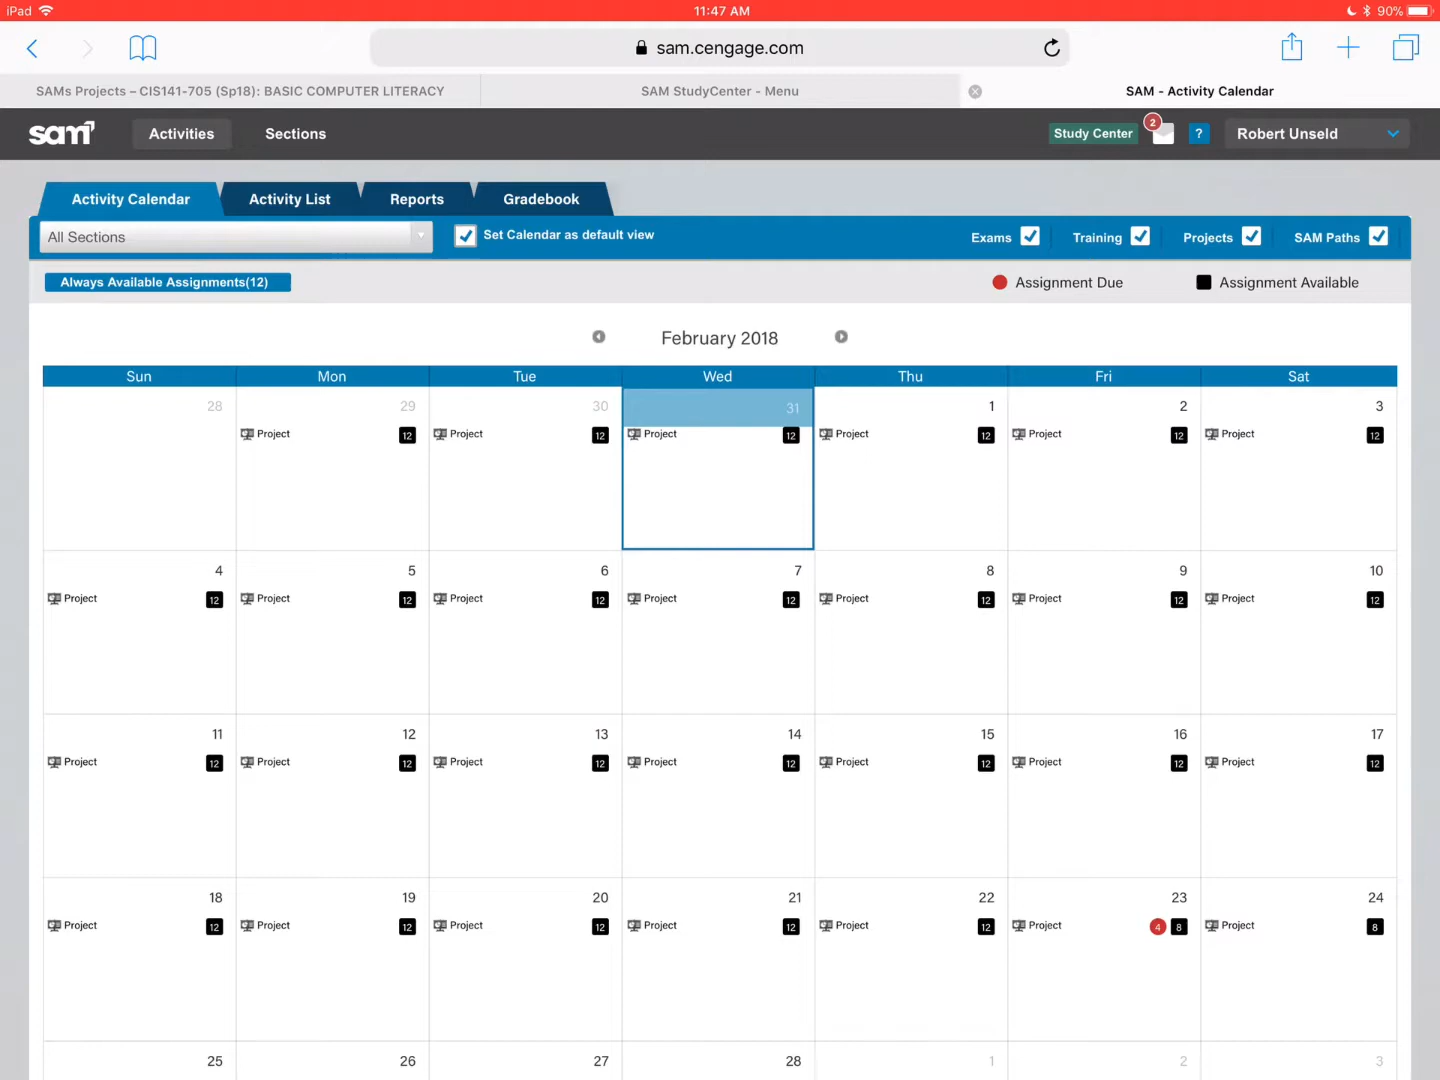 iPad 11:47 AM 90%
sam.cengage.com
SAMs Projects – CIS141-705 (Sp18): BASIC COMPUTER LITERACY SAM StudyCenter - Menu SAM - Activity Calendar
sam Activities Sections Study Center 2 ? Robert Unseld
Activity Calendar Activity List Reports Gradebook
All Sections Set Calendar as default view Exams Training Projects SAM Paths
Always Available Assignments(12) Assignment Due Assignment Available
February 2018
Sun Mon Tue Wed Thu Fri Sat
28 29 30 31 1 2 3
Project 12 Project 12 Project 12 Project 12 Project 12 Project 12
4 5 6 7 8 9 10
Project 12 Project 12 Project 12 Project 12 Project 12 Project 12 Project 12
11 12 13 14 15 16 17
Project 12 Project 12 Project 12 Project 12 Project 12 Project 12 Project 12
18 19 20 21 22 23 24
Project 12 Project 12 Project 12 Project 12 Project 12 Project 4 8 Project 8
25 26 27 28 1 2 3